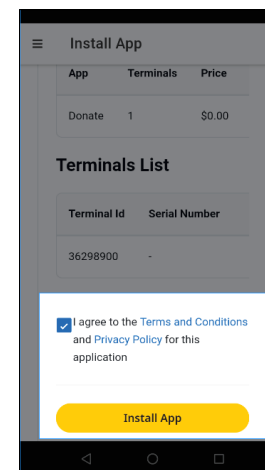 Install App
App Terminals Price
Donate 1 $0.00
Terminals List
Terminal Id Serial Number
36298900 -
I agree to the Terms and Conditions
and Privacy Policy for this
application
Install App